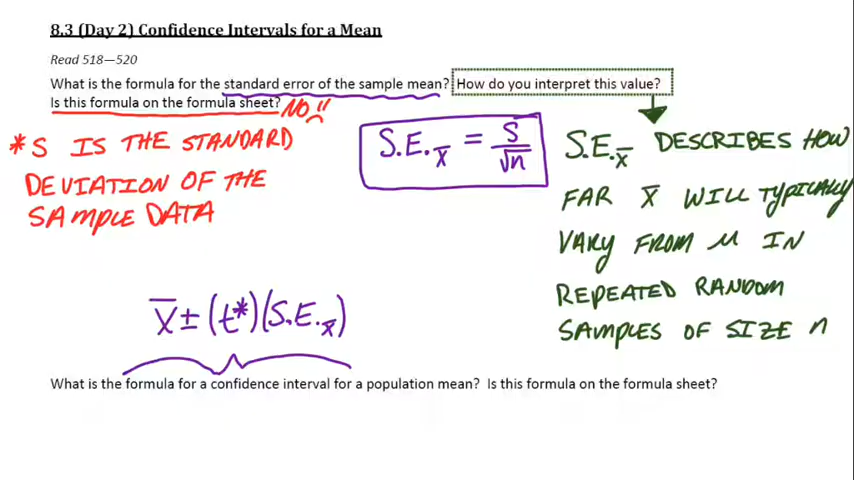 8.3 (Day 2) Confidence Intervals for a Mean
Read 518—520
What is the formula for the standard error of the sample mean? How do you interpret this value?
Is this formula on the formula sheet? NO!!
*S IS THE STANDARD
DEVIATION OF THE
SAMPLE DATA
S.E.x̄ = s/√n
S.E.x̄ DESCRIBES HOW
FAR x̄ WILL TYPICALLY
VARY FROM μ IN
REPEATED RANDOM
SAMPLES OF SIZE n
x̄ ± (t*)(S.E.x̄)
What is the formula for a confidence interval for a population mean? Is this formula on the formula sheet?